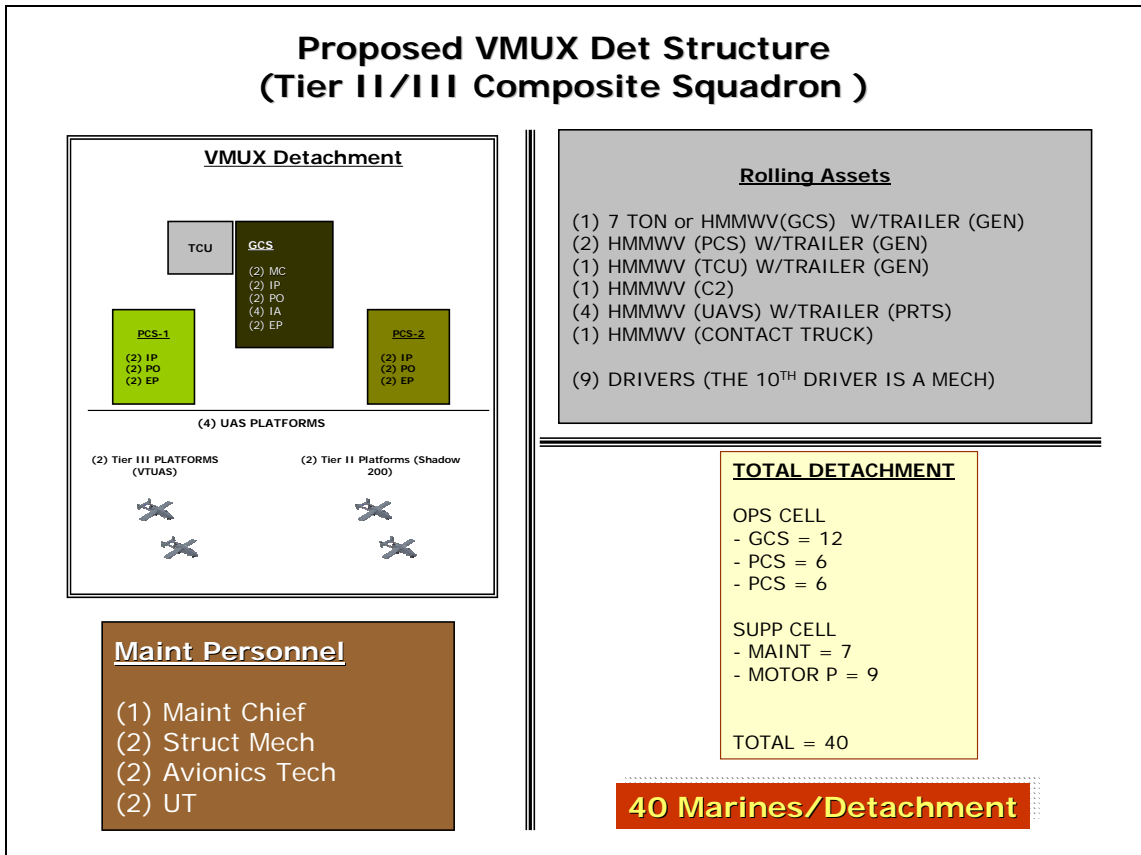 Proposed VMUX Det Structure
(Tier II/III Composite Squadron )
VMUX Detachment
TCU
GCS
(2) MC
(2) IP
(2) PO
(4) IA
(2) EP
PCS-1
(2) IP
(2) PO
(2) EP
PCS-2
(2) IP
(2) PO
(2) EP
(4) UAS PLATFORMS
(2) Tier III PLATFORMS
(VTUAS)
(2) Tier II Platforms (Shadow
200)
Maint Personnel
(1) Maint Chief
(2) Struct Mech
(2) Avionics Tech
(2) UT
Rolling Assets
(1) 7 TON or HMMWV(GCS) W/TRAILER (GEN)
(2) HMMWV (PCS) W/TRAILER (GEN)
(1) HMMWV (TCU) W/TRAILER (GEN)
(1) HMMWV (C2)
(4) HMMWV (UAVS) W/TRAILER (PRTS)
(1) HMMWV (CONTACT TRUCK)
(9) DRIVERS (THE 10TH DRIVER IS A MECH)
TOTAL DETACHMENT
OPS CELL
- GCS = 12
- PCS = 6
- PCS = 6
SUPP CELL
- MAINT = 7
- MOTOR P = 9
TOTAL = 40
40 Marines/Detachment